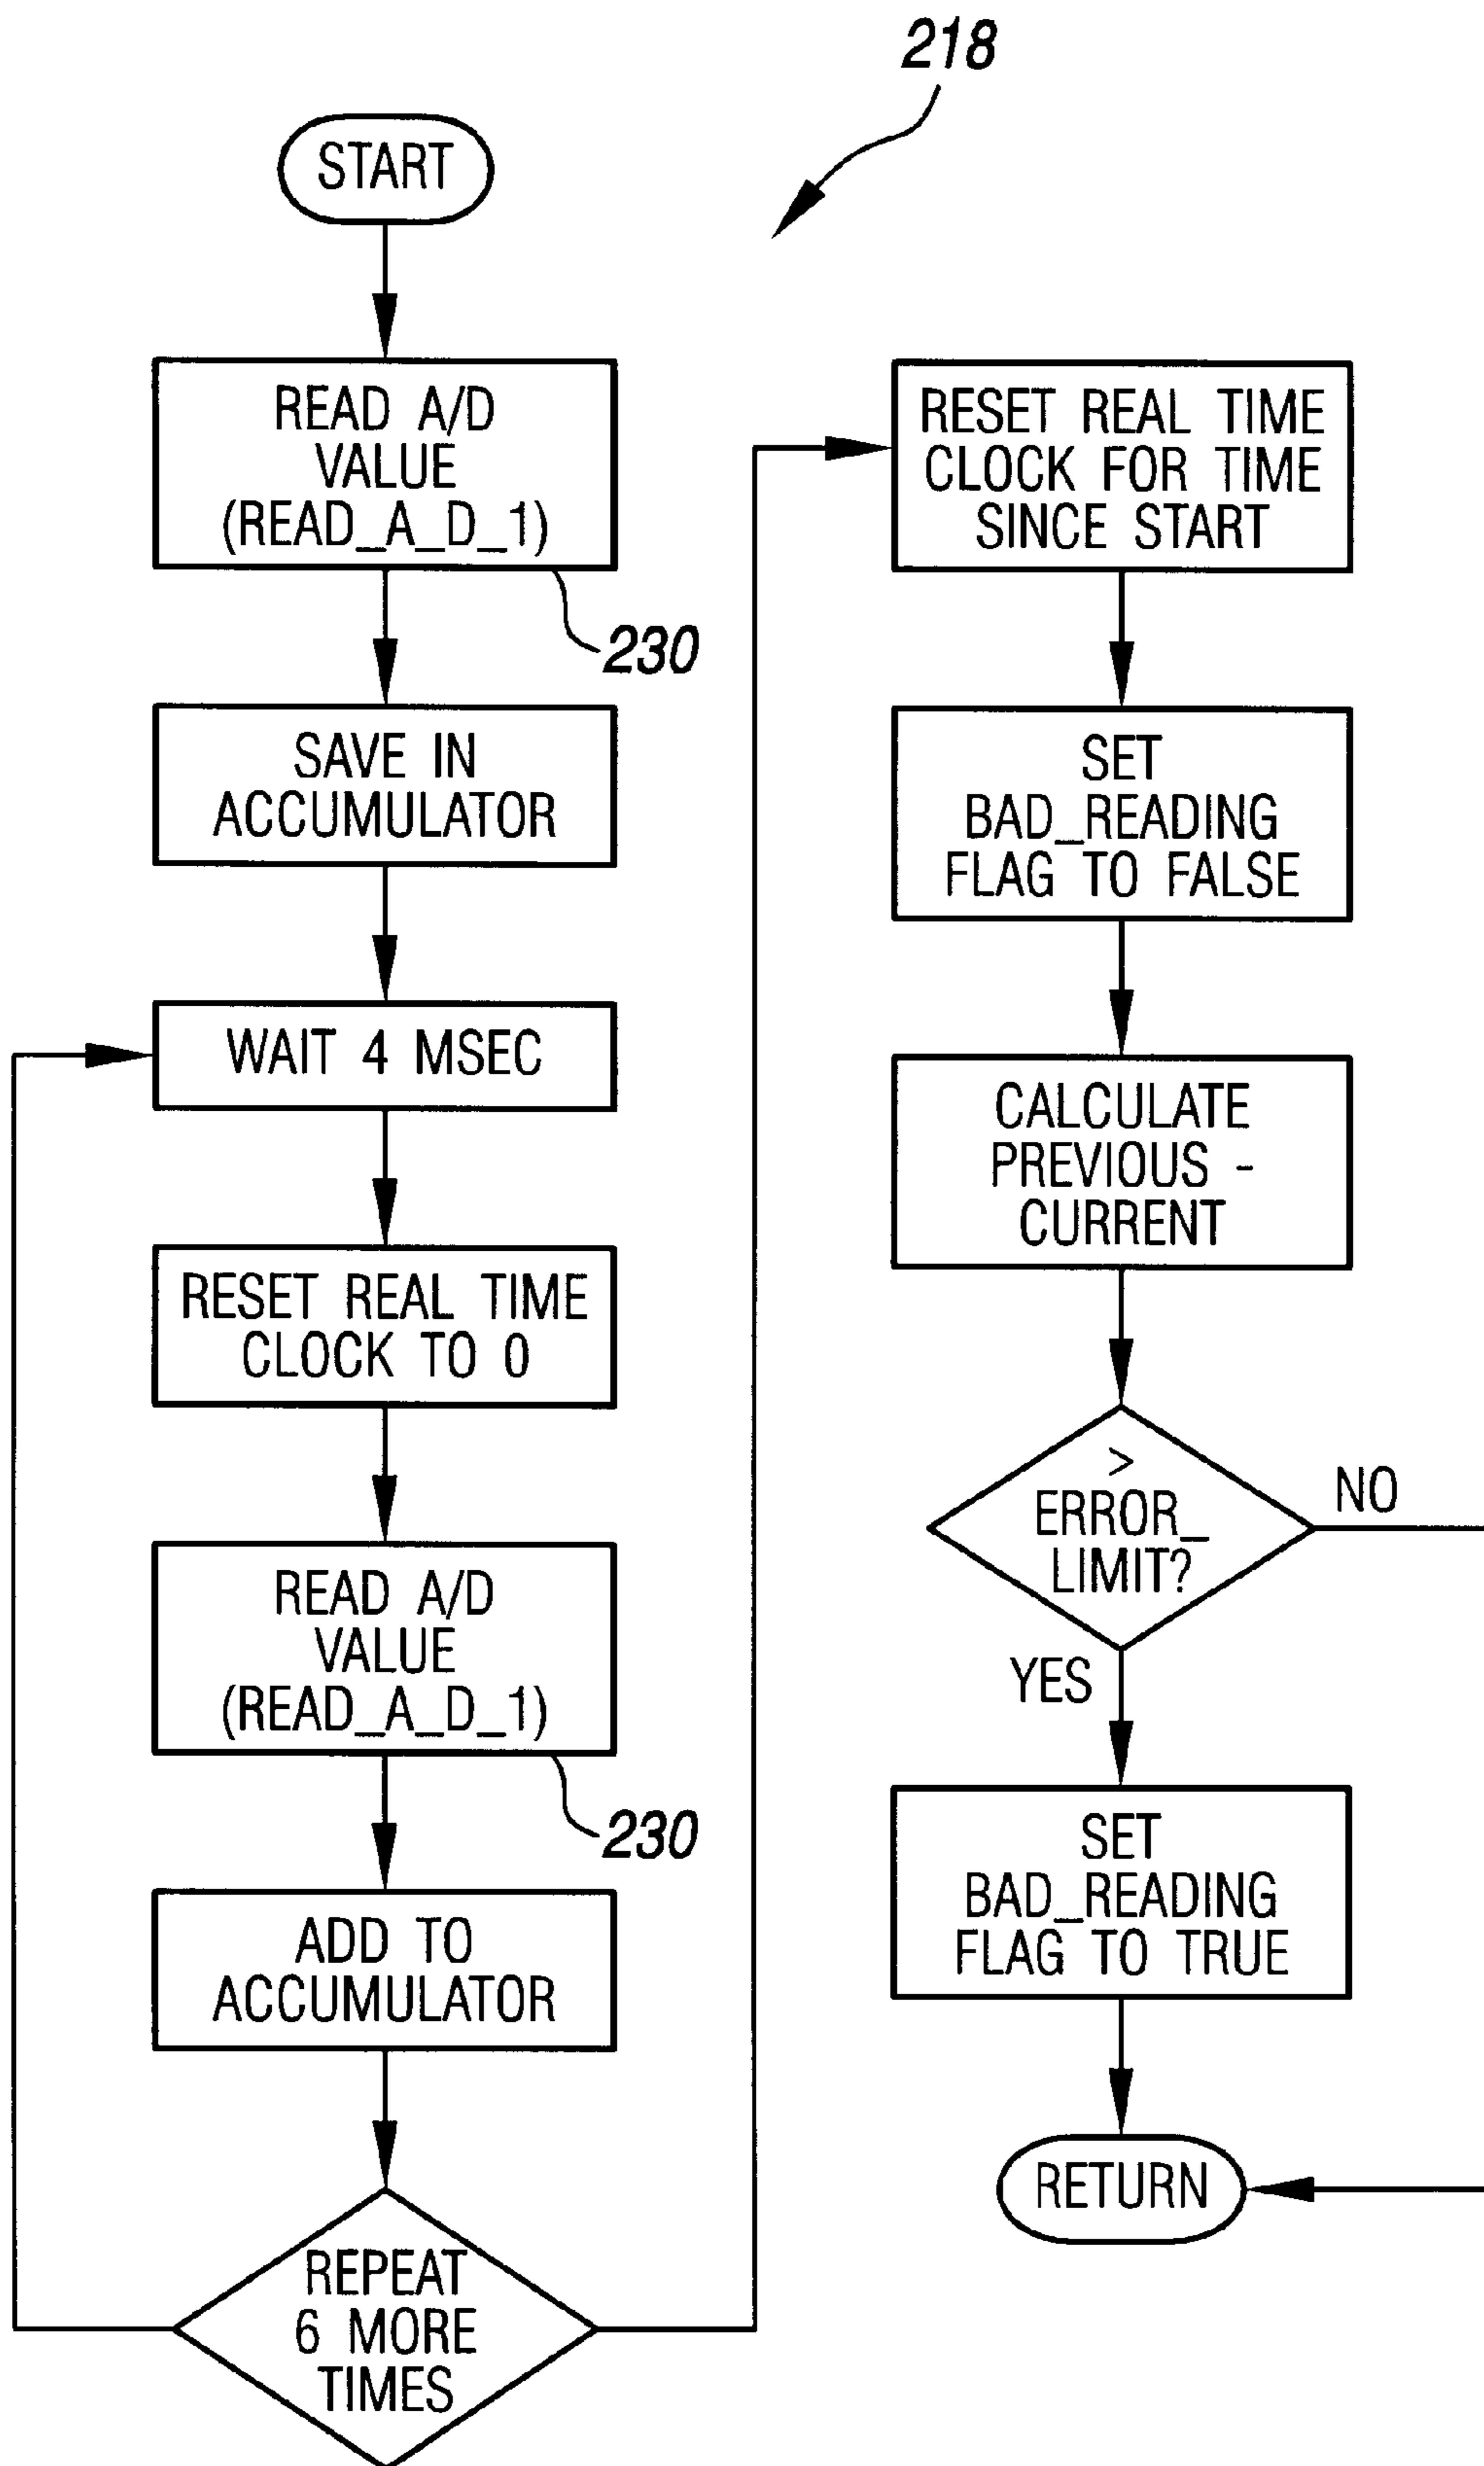 218
START
READ A/D
VALUE
(READ_A_D_1)
230
SAVE IN
ACCUMULATOR
WAIT 4 MSEC
RESET REAL TIME
CLOCK TO 0
READ A/D
VALUE
(READ_A_D_1)
230
ADD TO
ACCUMULATOR
REPEAT
6 MORE
TIMES
RESET REAL TIME
CLOCK FOR TIME
SINCE START
SET
BAD_READING
FLAG TO FALSE
CALCULATE
PREVIOUS -
CURRENT
>
ERROR_
LIMIT?
NO
YES
SET
BAD_READING
FLAG TO TRUE
RETURN